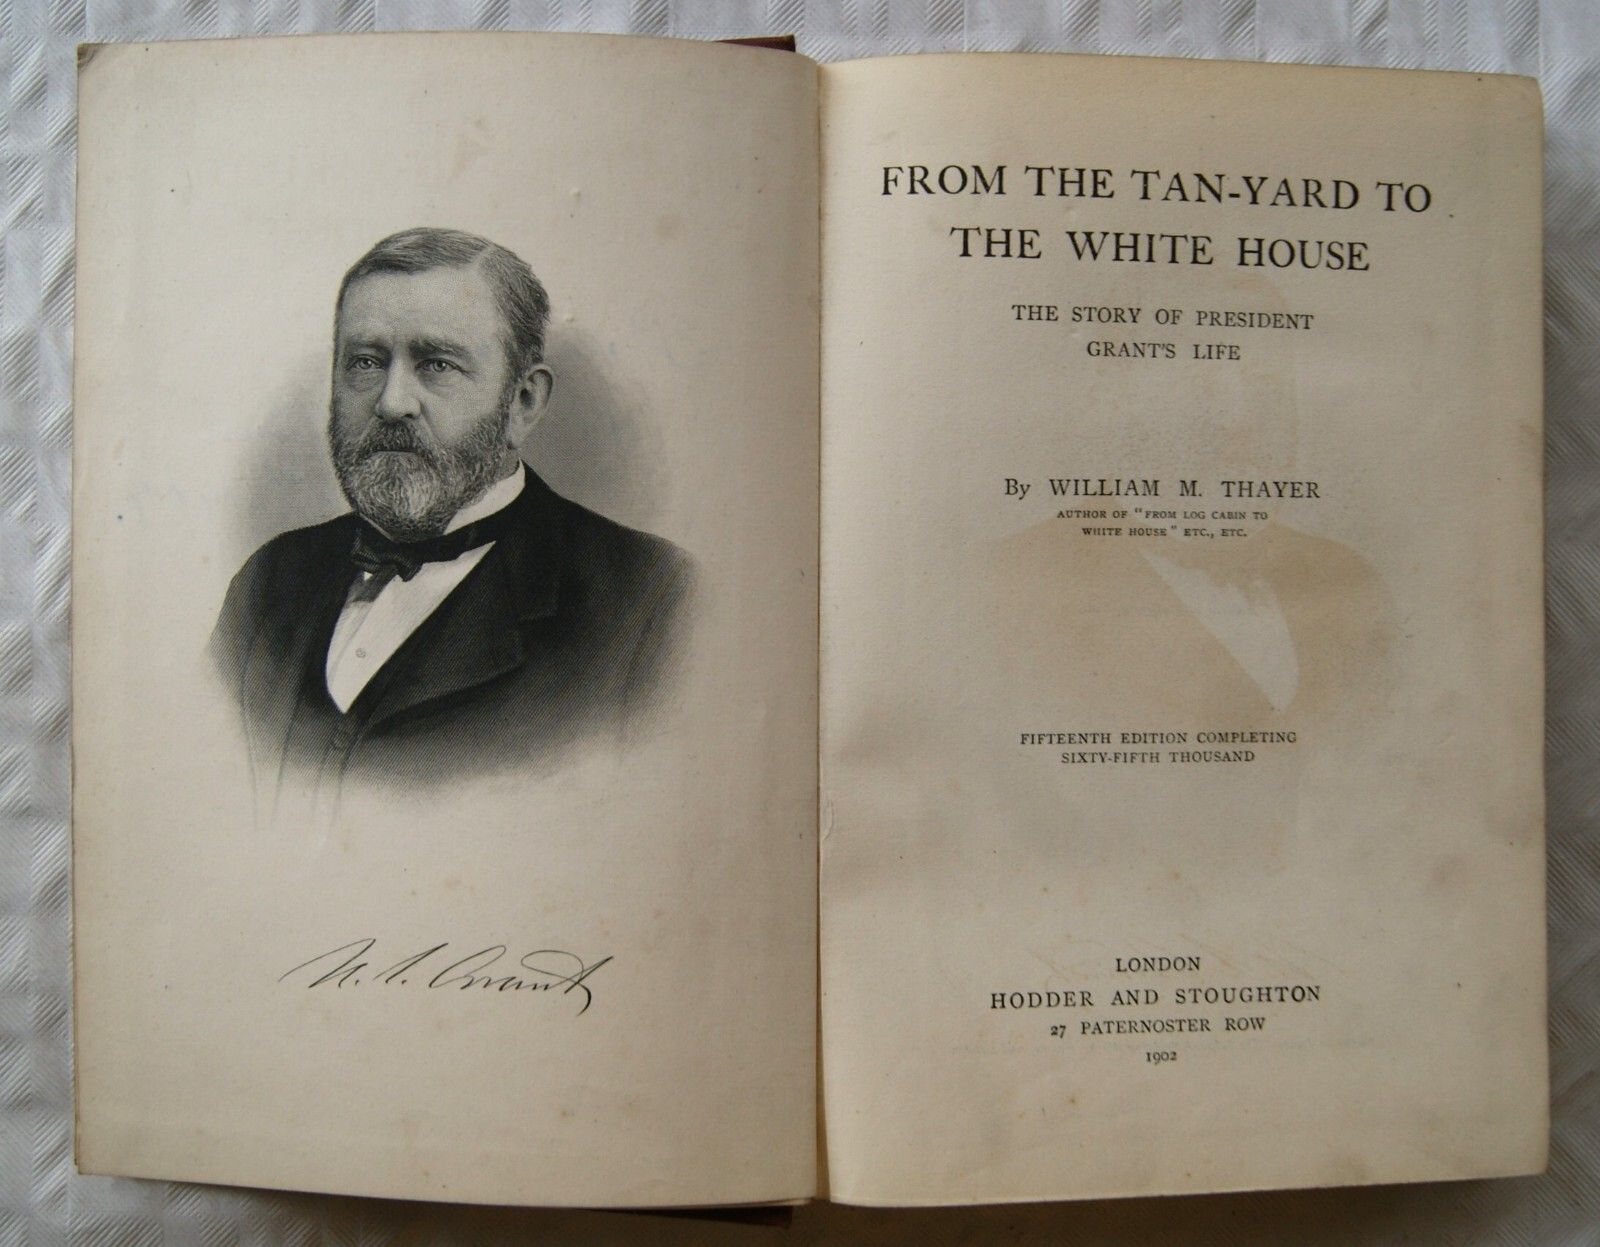 U. S. Grant
FROM THE TAN-YARD TO
THE WHITE HOUSE
THE STORY OF PRESIDENT
GRANT'S LIFE
By WILLIAM M. THAYER
AUTHOR OF "FROM LOG CABIN TO
WHITE HOUSE" ETC., ETC.
FIFTEENTH EDITION COMPLETING
SIXTY-FIFTH THOUSAND
LONDON
HODDER AND STOUGHTON
27 PATERNOSTER ROW
1902